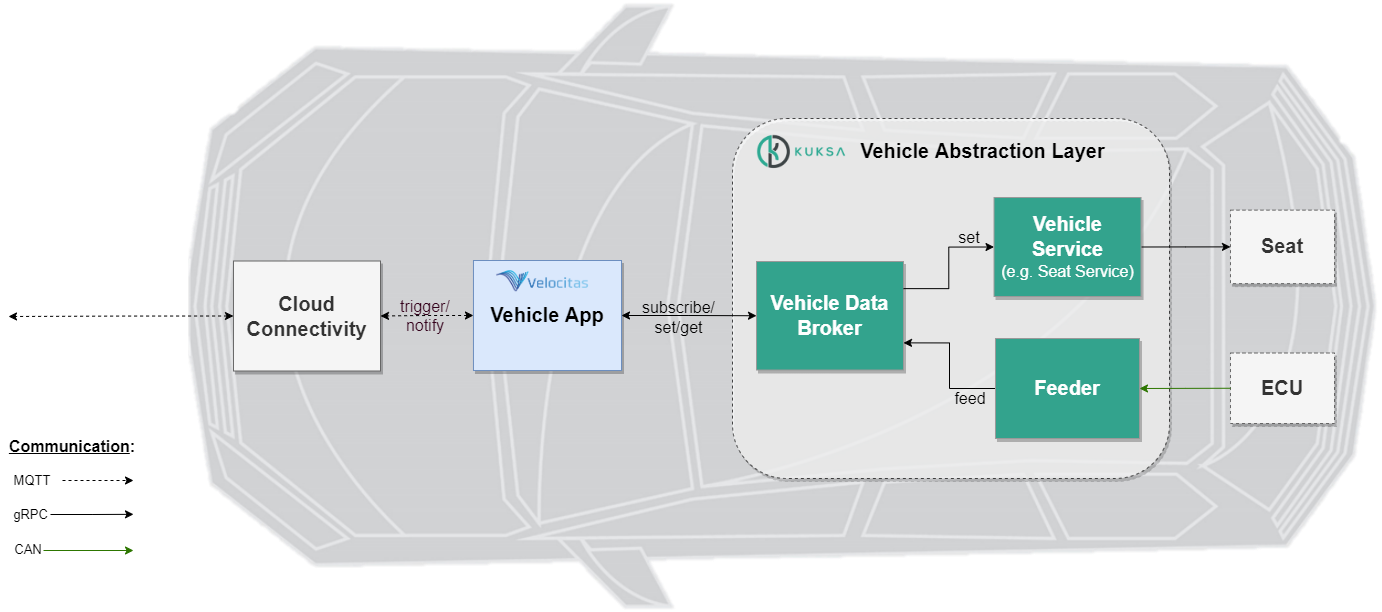 KUKSA
Vehicle Abstraction Layer
Vehicle
Service
(e.g. Seat Service)
set
Seat
Velocitas
Vehicle App
Cloud
Connectivity
trigger/
notify
subscribe/
set/get
Vehicle Data
Broker
feed
Feeder
ECU
Communication:
MQTT
gRPC
CAN